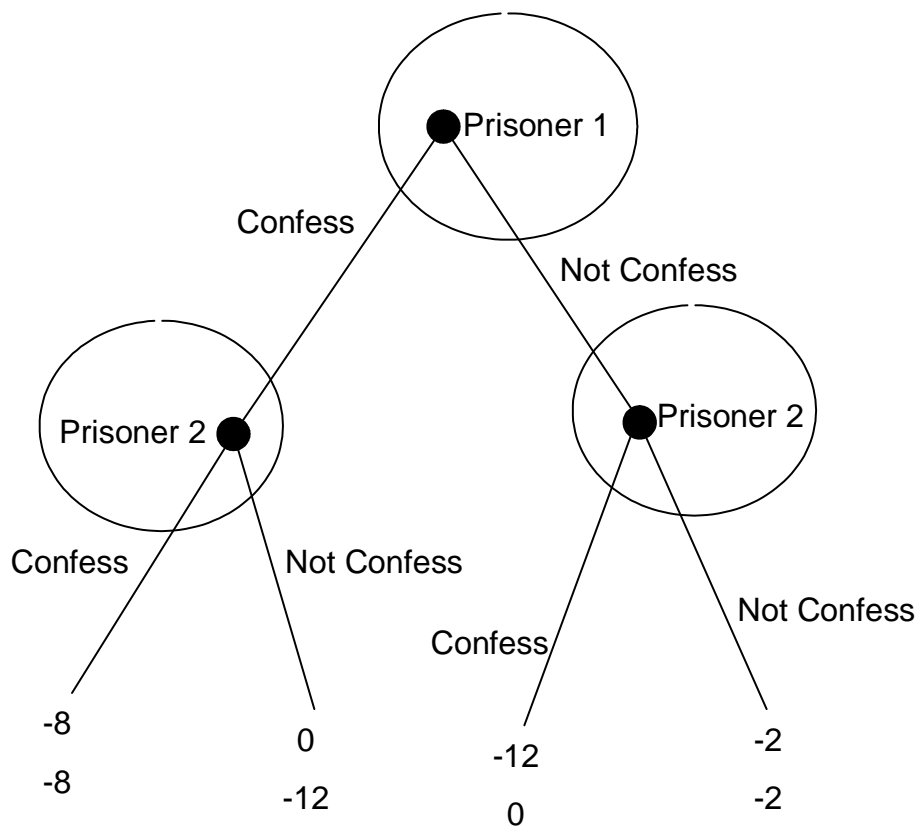 Prisoner 1
Confess
Not Confess
Prisoner 2
Prisoner 2
Confess
Not Confess
Confess
Not Confess
-8
-8
0
-12
-12
0
-2
-2